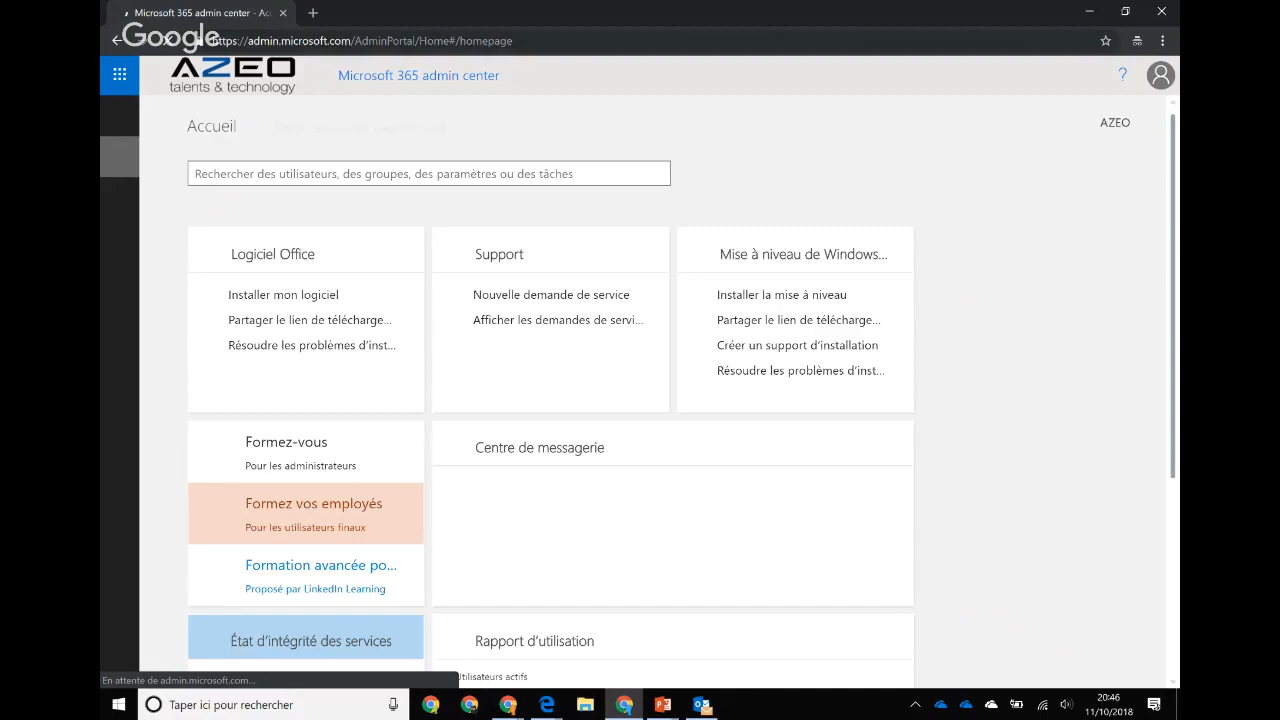 Microsoft 365 admin center - Ac
Google
https://admin.microsoft.com/AdminPortal/Home#/homepage
AZEO
talents & technology
Microsoft 365 admin center
?
Accueil
AZEO
Rechercher des utilisateurs, des groupes, des paramètres ou des tâches
Logiciel Office
Installer mon logiciel
Partager le lien de télécharge...
Résoudre les problèmes d'inst...
Support
Nouvelle demande de service
Afficher les demandes de servi...
Mise à niveau de Windows...
Installer la mise à niveau
Partager le lien de télécharge...
Créer un support d'installation
Résoudre les problèmes d'inst...
Formez-vous
Pour les administrateurs
Formez vos employés
Pour les utilisateurs finaux
Formation avancée po...
Proposé par LinkedIn Learning
Centre de messagerie
État d'intégrité des services
Rapport d'utilisation
Utilisateurs actifs
En attente de admin.microsoft.com...
Taper ici pour rechercher
20:46
11/10/2018